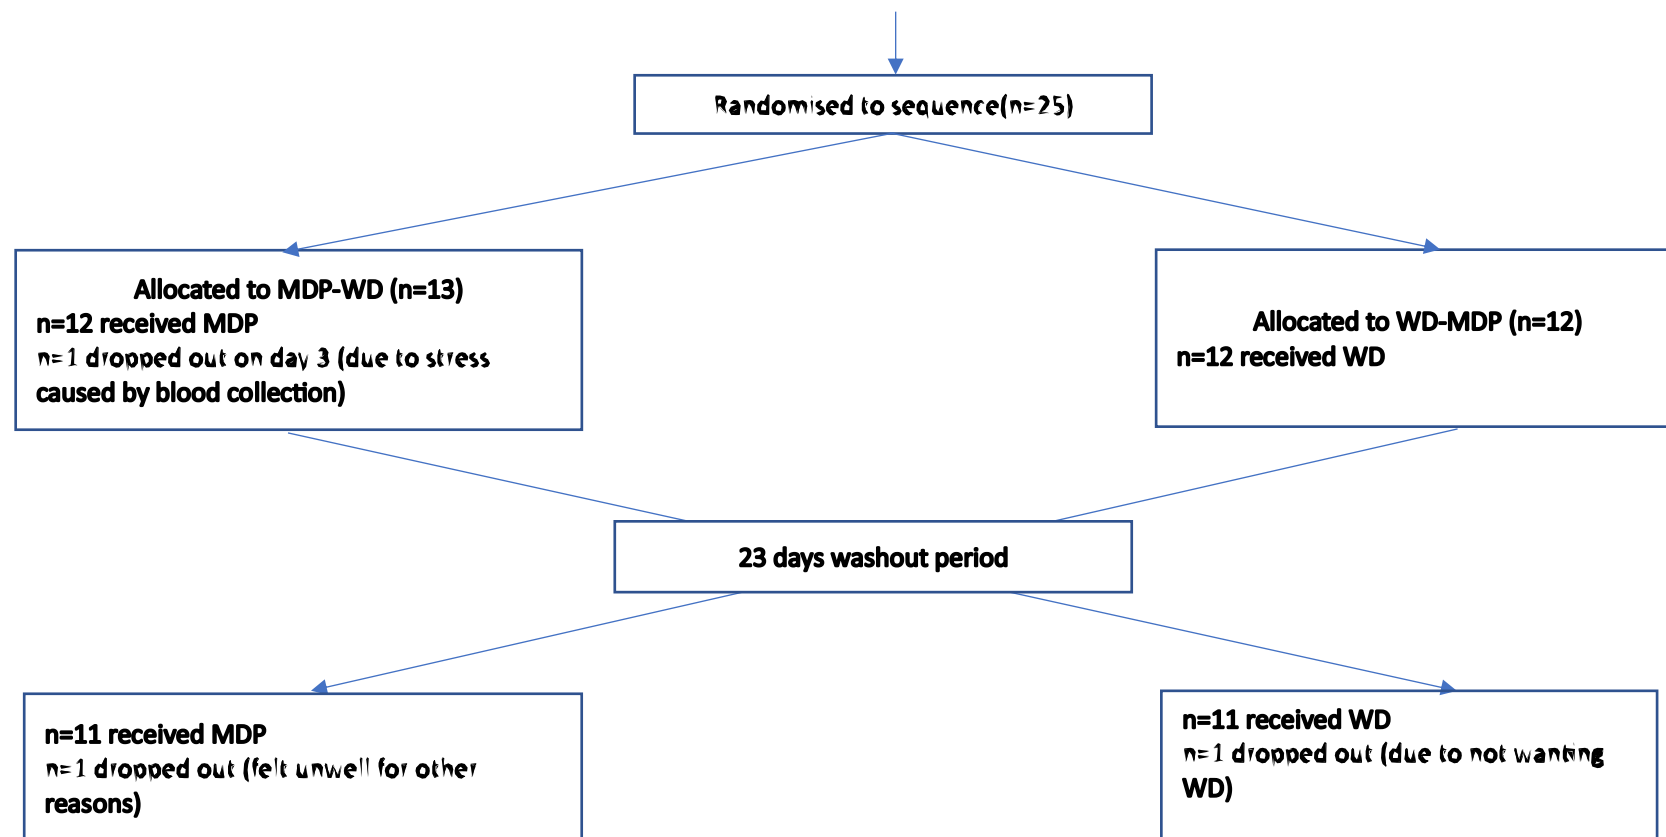 Randomised to sequence(n=25)
Allocated to MDP-WD (n=13)
n=12 received MDP
n=1 dropped out on day 3 (due to stress
caused by blood collection)
Allocated to WD-MDP (n=12)
n=12 received WD
23 days washout period
n=11 received MDP
n=1 dropped out (felt unwell for other
reasons)
n=11 received WD
n=1 dropped out (due to not wanting
WD)